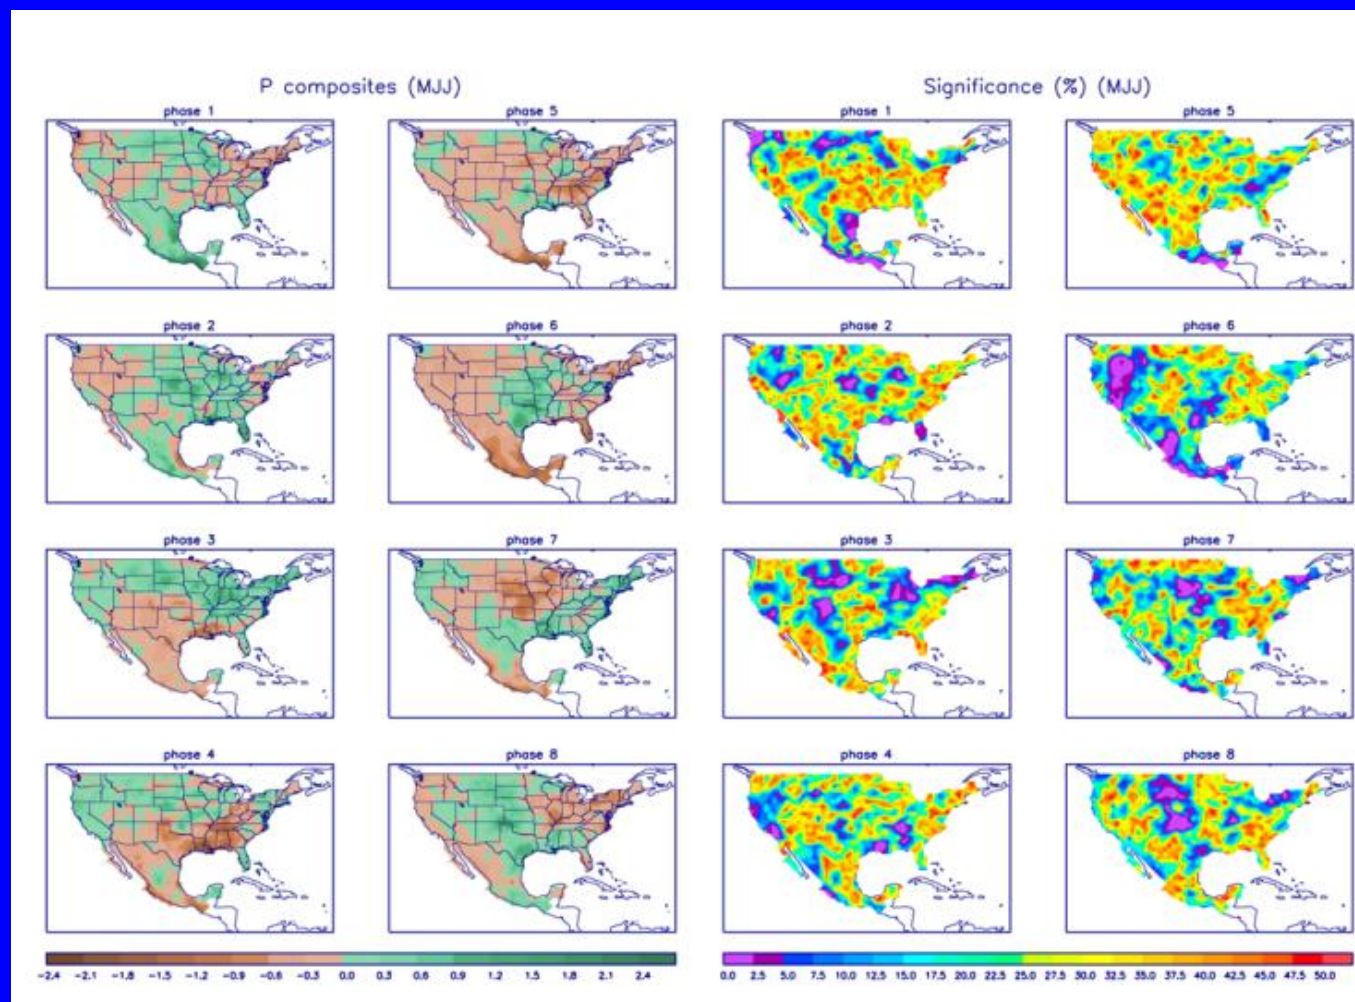 P composites (MJJ) Significance (%) (MJJ)
phase 1 phase 5 phase 1 phase 5
phase 2 phase 6 phase 2 phase 6
phase 3 phase 7 phase 3 phase 7
phase 4 phase 8 phase 4 phase 8
-2.4 -2.1 -1.8 -1.5 -1.2 -0.9 -0.6 -0.3 0.0 0.3 0.6 0.9 1.2 1.5 1.8 2.1 2.4 0.0 2.5 5.0 7.5 10.0 12.5 15.0 17.5 20.0 22.5 25.0 27.5 30.0 32.5 35.0 37.5 40.0 42.5 45.0 47.5 50.0